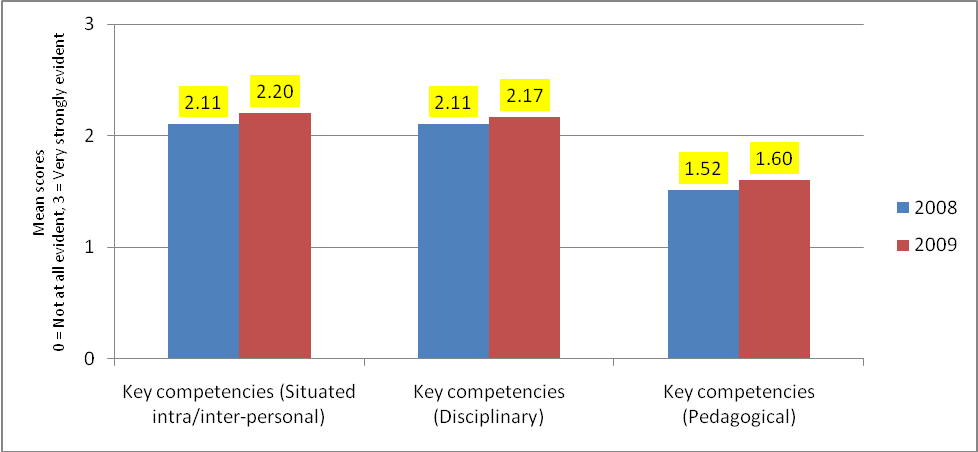 Mean scores
0 = Not at all evident, 3 = Very strongly evident
3
2
1
0
2.11
2.20
2.11
2.17
1.52
1.60
Key competencies (Situated
intra/inter-personal)
Key competencies
(Disciplinary)
Key competencies
(Pedagogical)
2008
2009